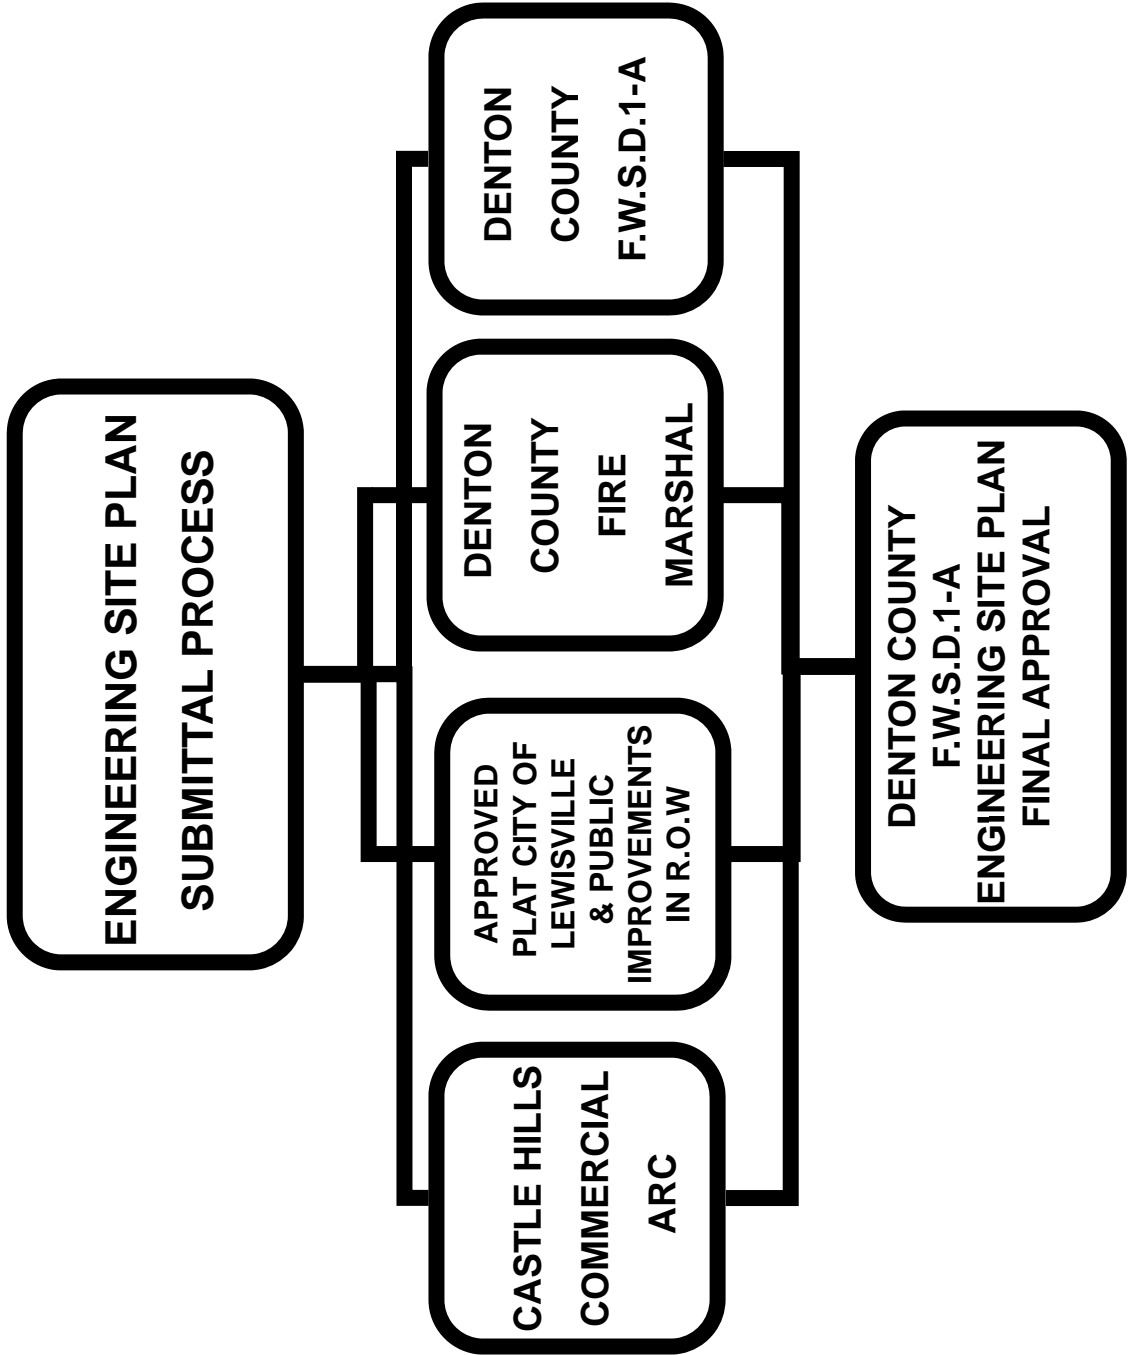 ENGINEERING SITE PLAN
SUBMITTAL PROCESS
CASTLE HILLS
COMMERCIAL
ARC
APPROVED
PLAT CITY OF
LEWISVILLE
& PUBLIC
IMPROVEMENTS
IN R.O.W
DENTON
COUNTY
FIRE
MARSHAL
DENTON
COUNTY
F.W.S.D.1-A
DENTON COUNTY
F.W.S.D.1-A
ENGINEERING SITE PLAN
FINAL APPROVAL